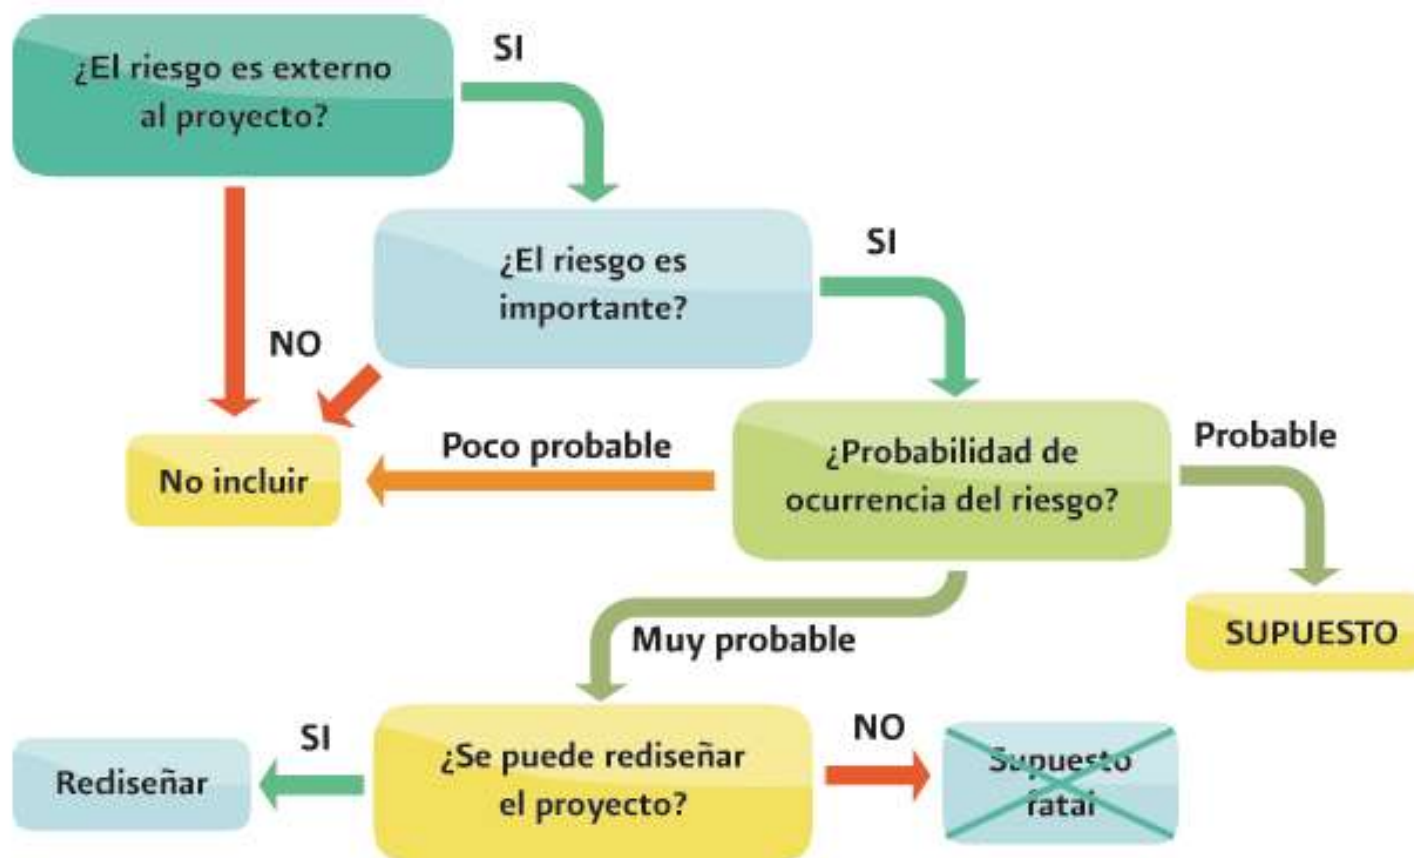 ¿El riesgo es externo
al proyecto?
SI
¿El riesgo es
importante?
SI
NO
No incluir
Poco probable
¿Probabilidad de
ocurrencia del riesgo?
Probable
SUPUESTO
Muy probable
¿Se puede rediseñar
el proyecto?
SI
Rediseñar
NO
Supuesto
fatal